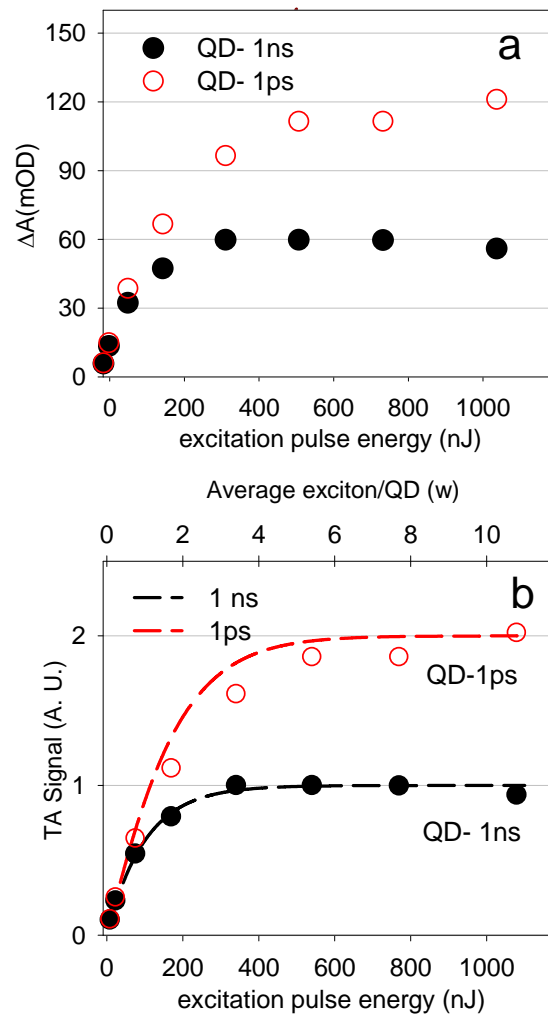 150
a
QD- 1ns
QD- 1ps
120
90
60
30
0
ΔA(mOD)
0 200 400 600 800 1000
excitation pulse energy (nJ)
Average exciton/QD (w)
0 2 4 6 8 10
b
1 ns
1ps
2
QD-1ps
1
QD- 1ns
0
TA Signal (A. U.)
0 200 400 600 800 1000
excitation pulse energy (nJ)